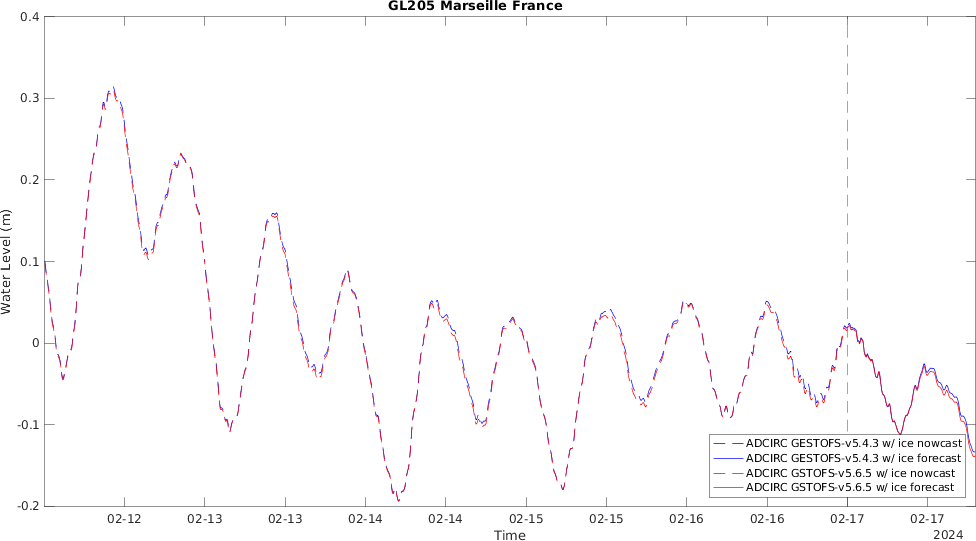 GL205 Marseille France
0.4
0.3
0.2
0.1
0
-0.1
-0.2
Water Level (m)
ADCIRC GESTOFS-v5.4.3 w/ ice nowcast
ADCIRC GESTOFS-v5.4.3 w/ ice forecast
ADCIRC GSTOFS-v5.6.5 w/ ice nowcast
ADCIRC GSTOFS-v5.6.5 w/ ice forecast
02-12 02-13 02-13 02-14 02-14 02-15 02-15 02-16 02-16 02-17 02-17
Time
2024